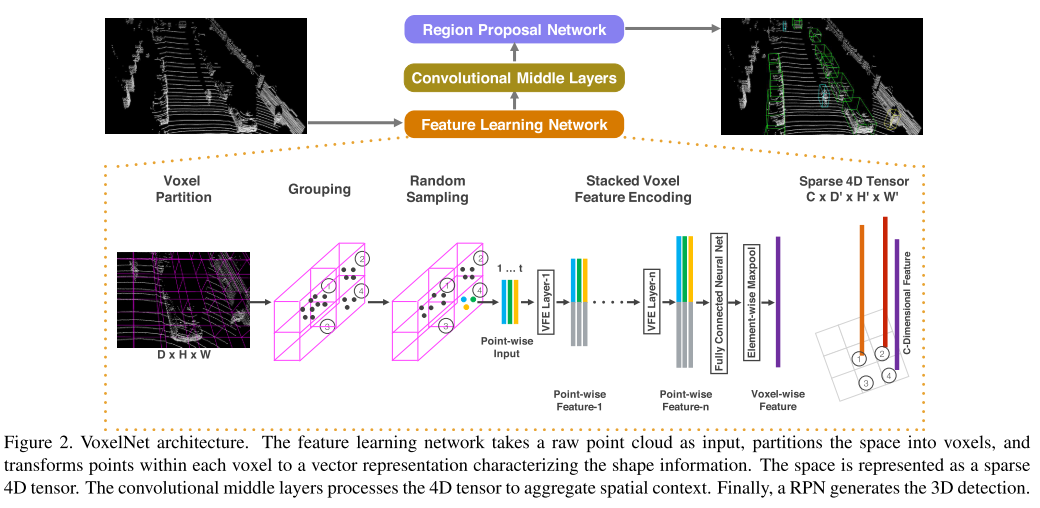 Region Proposal Network
Convolutional Middle Layers
Feature Learning Network
Voxel
Partition
Grouping
Random
Sampling
Stacked Voxel
Feature Encoding
Sparse 4D Tensor
C x D' x H' x W'
D x H x W
1
2
3
4
1
2
3
4
1 ... t
Point-wise
Input
VFE Layer-1
Point-wise
Feature-1
VFE Layer-n
Point-wise
Feature-n
Fully Connected Neural Net
Element-wise Maxpool
Voxel-wise
Feature
1
2
3
4
C-Dimensional Feature
Figure 2. VoxelNet architecture. The feature learning network takes a raw point cloud as input, partitions the space into voxels, and
transforms points within each voxel to a vector representation characterizing the shape information. The space is represented as a sparse
4D tensor. The convolutional middle layers processes the 4D tensor to aggregate spatial context. Finally, a RPN generates the 3D detection.